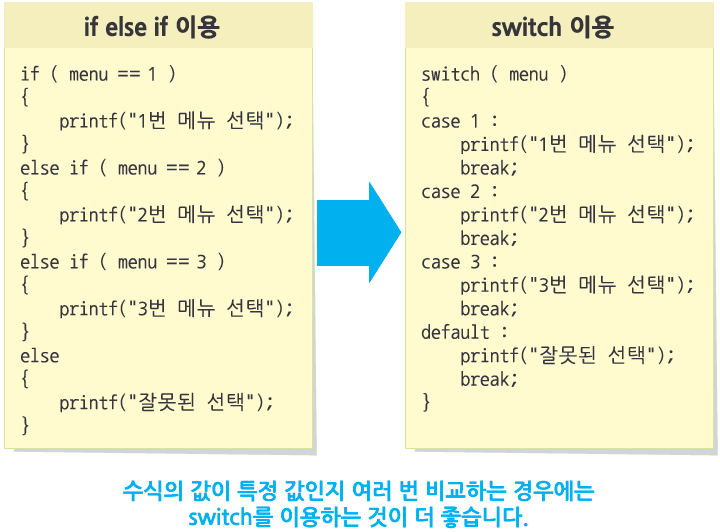 if else if 이용
if ( menu == 1 )
{
printf("1번 메뉴 선택");
}
else if ( menu == 2 )
{
printf("2번 메뉴 선택");
}
else if ( menu == 3 )
{
printf("3번 메뉴 선택");
}
else
{
printf("잘못된 선택");
}
switch 이용
switch ( menu )
{
case 1 :
printf("1번 메뉴 선택");
break;
case 2 :
printf("2번 메뉴 선택");
break;
case 3 :
printf("3번 메뉴 선택");
break;
default :
printf("잘못된 선택");
break;
}
수식의 값이 특정 값인지 여러 번 비교하는 경우에는
switch를 이용하는 것이 더 좋습니다.